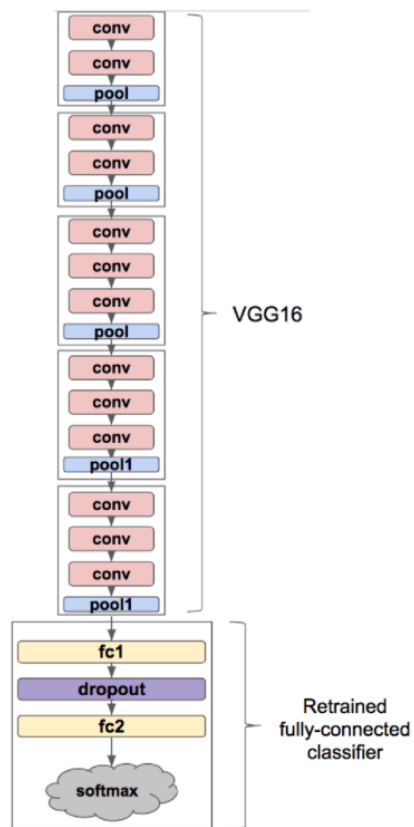 conv
conv
pool
conv
conv
pool
conv
conv
conv
pool
conv
conv
conv
pool1
conv
conv
conv
pool1
VGG16
fc1
dropout
fc2
softmax
Retrained
fully-connected
classifier